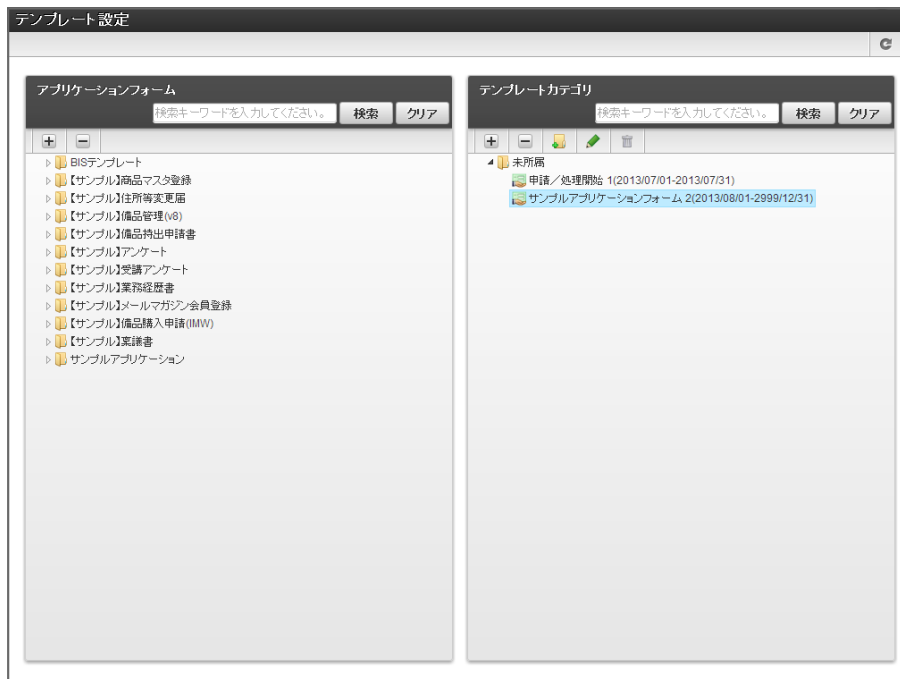 テンプレート設定
アプリケーションフォーム
検索キーワードを入力してください。 検索 クリア
BISテンプレート
【サンプル】商品マスタ登録
【サンプル】住所等変更届
【サンプル】備品管理(v8)
【サンプル】備品持出申請書
【サンプル】アンケート
【サンプル】受講アンケート
【サンプル】業務経歴書
【サンプル】メールマガジン会員登録
【サンプル】備品購入申請(IMW)
【サンプル】稟議書
サンプルアプリケーション
テンプレートカテゴリ
検索キーワードを入力してください。 検索 クリア
未所属
申請／処理開始 1(2013/07/01-2013/07/31)
サンプルアプリケーションフォーム 2(2013/08/01-2999/12/31)